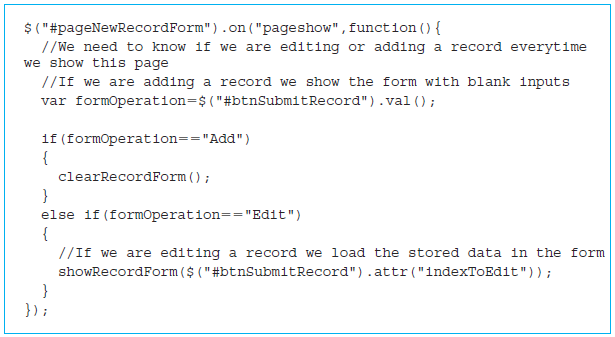 $("#pageNewRecordForm").on("pageshow",function(){
  //We need to know if we are editing or adding a record everytime
we show this page
  //If we are adding a record we show the form with blank inputs
  var formOperation=$("#btnSubmitRecord").val();

  if(formOperation=="Add")
  {
    clearRecordForm();
  }
  else if(formOperation=="Edit")
  {
    //If we are editing a record we load the stored data in the form
    showRecordForm($("#btnSubmitRecord").attr("indexToEdit"));
  }
});